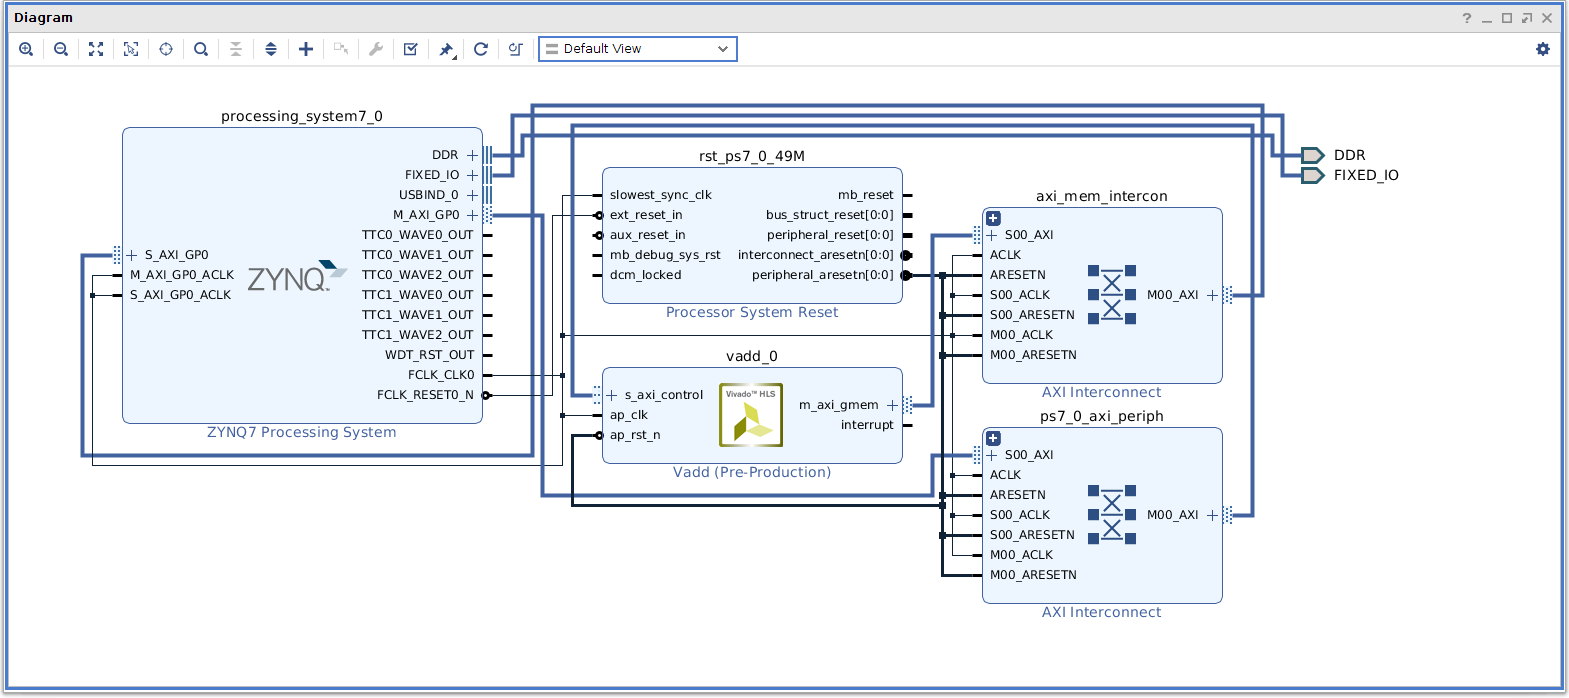 Diagram
Default View
processing_system7_0
DDR
FIXED_IO
USBIND_0
M_AXI_GP0
TTC0_WAVE0_OUT
S_AXI_GP0
TTC0_WAVE1_OUT
M_AXI_GP0_ACLK
TTC0_WAVE2_OUT
S_AXI_GP0_ACLK
TTC1_WAVE0_OUT
TTC1_WAVE1_OUT
TTC1_WAVE2_OUT
WDT_RST_OUT
FCLK_CLK0
FCLK_RESET0_N
ZYNQ
ZYNQ7 Processing System
rst_ps7_0_49M
slowest_sync_clk
mb_reset
ext_reset_in
bus_struct_reset[0:0]
aux_reset_in
peripheral_reset[0:0]
mb_debug_sys_rst
interconnect_aresetn[0:0]
dcm_locked
peripheral_aresetn[0:0]
Processor System Reset
vadd_0
s_axi_control
ap_clk
ap_rst_n
Vivado™ HLS
m_axi_gmem
interrupt
Vadd (Pre-Production)
axi_mem_intercon
S00_AXI
ACLK
ARESETN
S00_ACLK
M00_AXI
S00_ARESETN
M00_ACLK
M00_ARESETN
AXI Interconnect
ps7_0_axi_periph
S00_AXI
ACLK
ARESETN
S00_ACLK
M00_AXI
S00_ARESETN
M00_ACLK
M00_ARESETN
AXI Interconnect
DDR
FIXED_IO